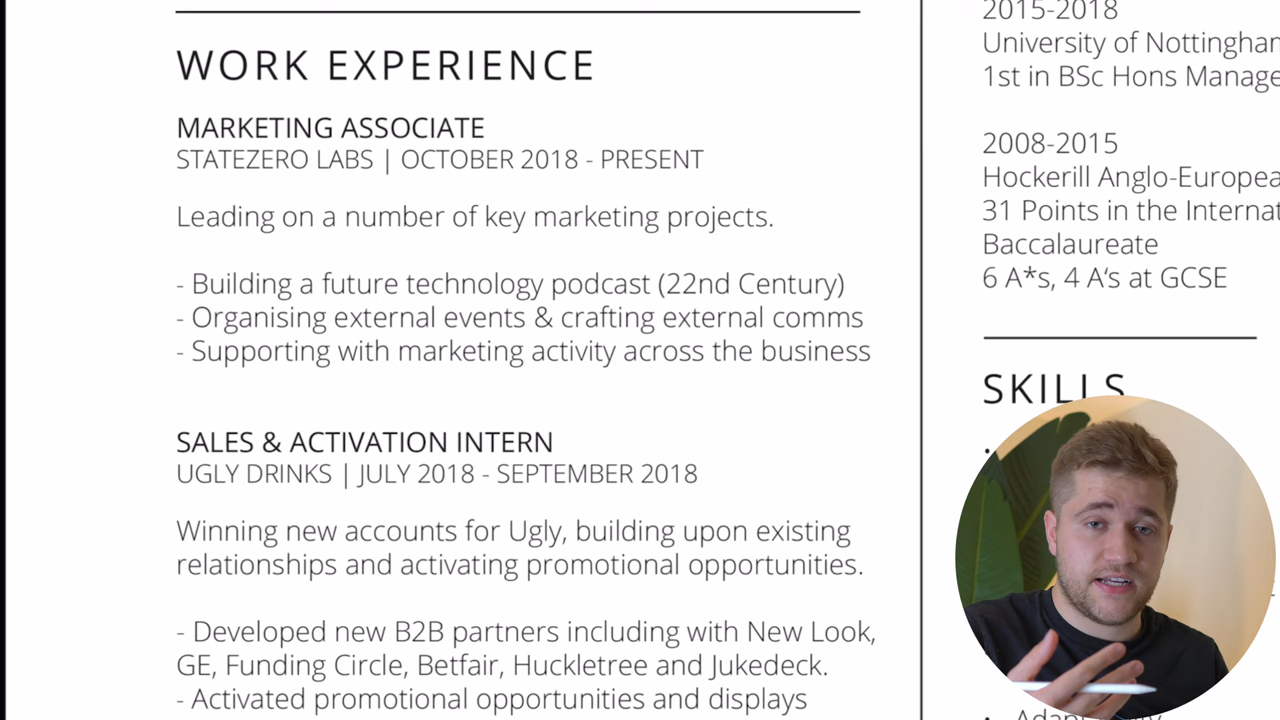 WORK EXPERIENCE
MARKETING ASSOCIATE
STATEZERO LABS | OCTOBER 2018 - PRESENT
Leading on a number of key marketing projects.
- Building a future technology podcast (22nd Century)
- Organising external events & crafting external comms
- Supporting with marketing activity across the business
SALES & ACTIVATION INTERN
UGLY DRINKS | JULY 2018 - SEPTEMBER 2018
Winning new accounts for Ugly, building upon existing
relationships and activating promotional opportunities.
- Developed new B2B partners including with New Look,
GE, Funding Circle, Betfair, Huckletree and Jukedeck.
- Activated promotional opportunities and displays
2015-2018
University of
1st in BSc Hons
2008-2015
Hockerill
31 Points in the
Baccalaureate
6 A*s, 4 A's at GCSE
SKILLS